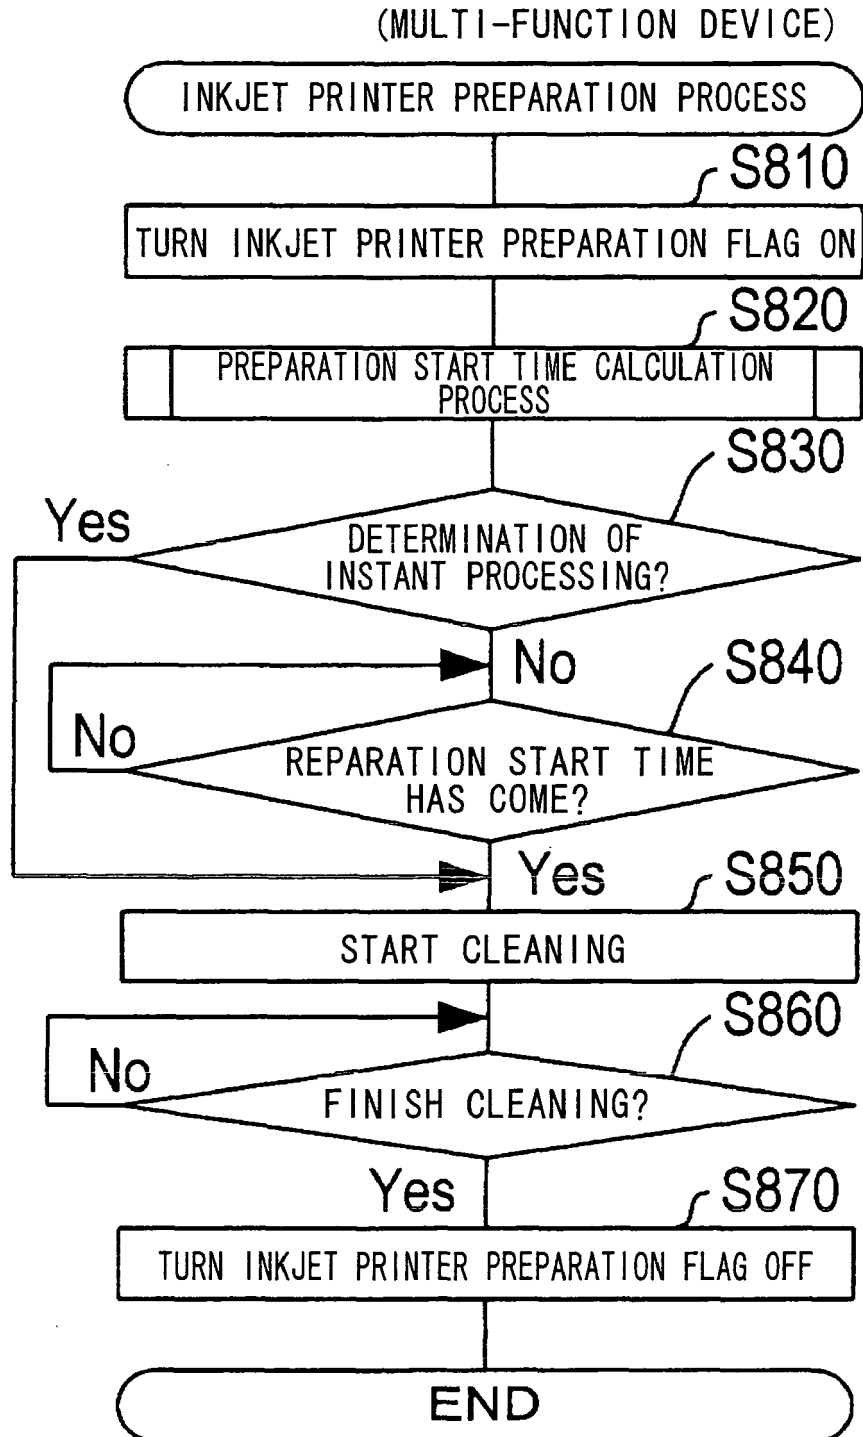 (MULTI-FUNCTION DEVICE)
INKJET PRINTER PREPARATION PROCESS
S810
TURN INKJET PRINTER PREPARATION FLAG ON
S820
PREPARATION START TIME CALCULATION
PROCESS
S830
Yes
DETERMINATION OF
INSTANT PROCESSING?
No
S840
No
REPARATION START TIME
HAS COME?
Yes
S850
START CLEANING
S860
No
FINISH CLEANING?
Yes
S870
TURN INKJET PRINTER PREPARATION FLAG OFF
END